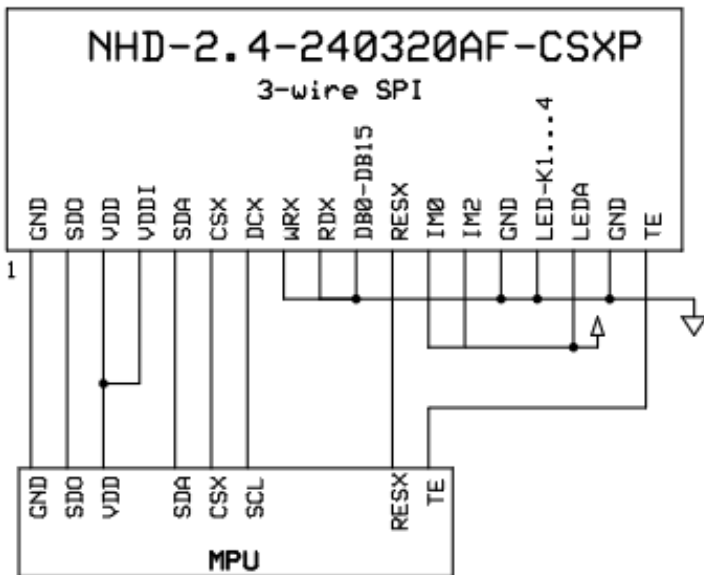 NHD-2.4-240320AF-CSXP
3-wire SPI
GND SDO VDD VDDI SDA CSX DCX WRX RDX DB0-DB15 RESX IM0 IM2 GND LED-K1...4 LEDA GND TE
1
GND SDO VDD SDA CSX SCL RESX TE
MPU